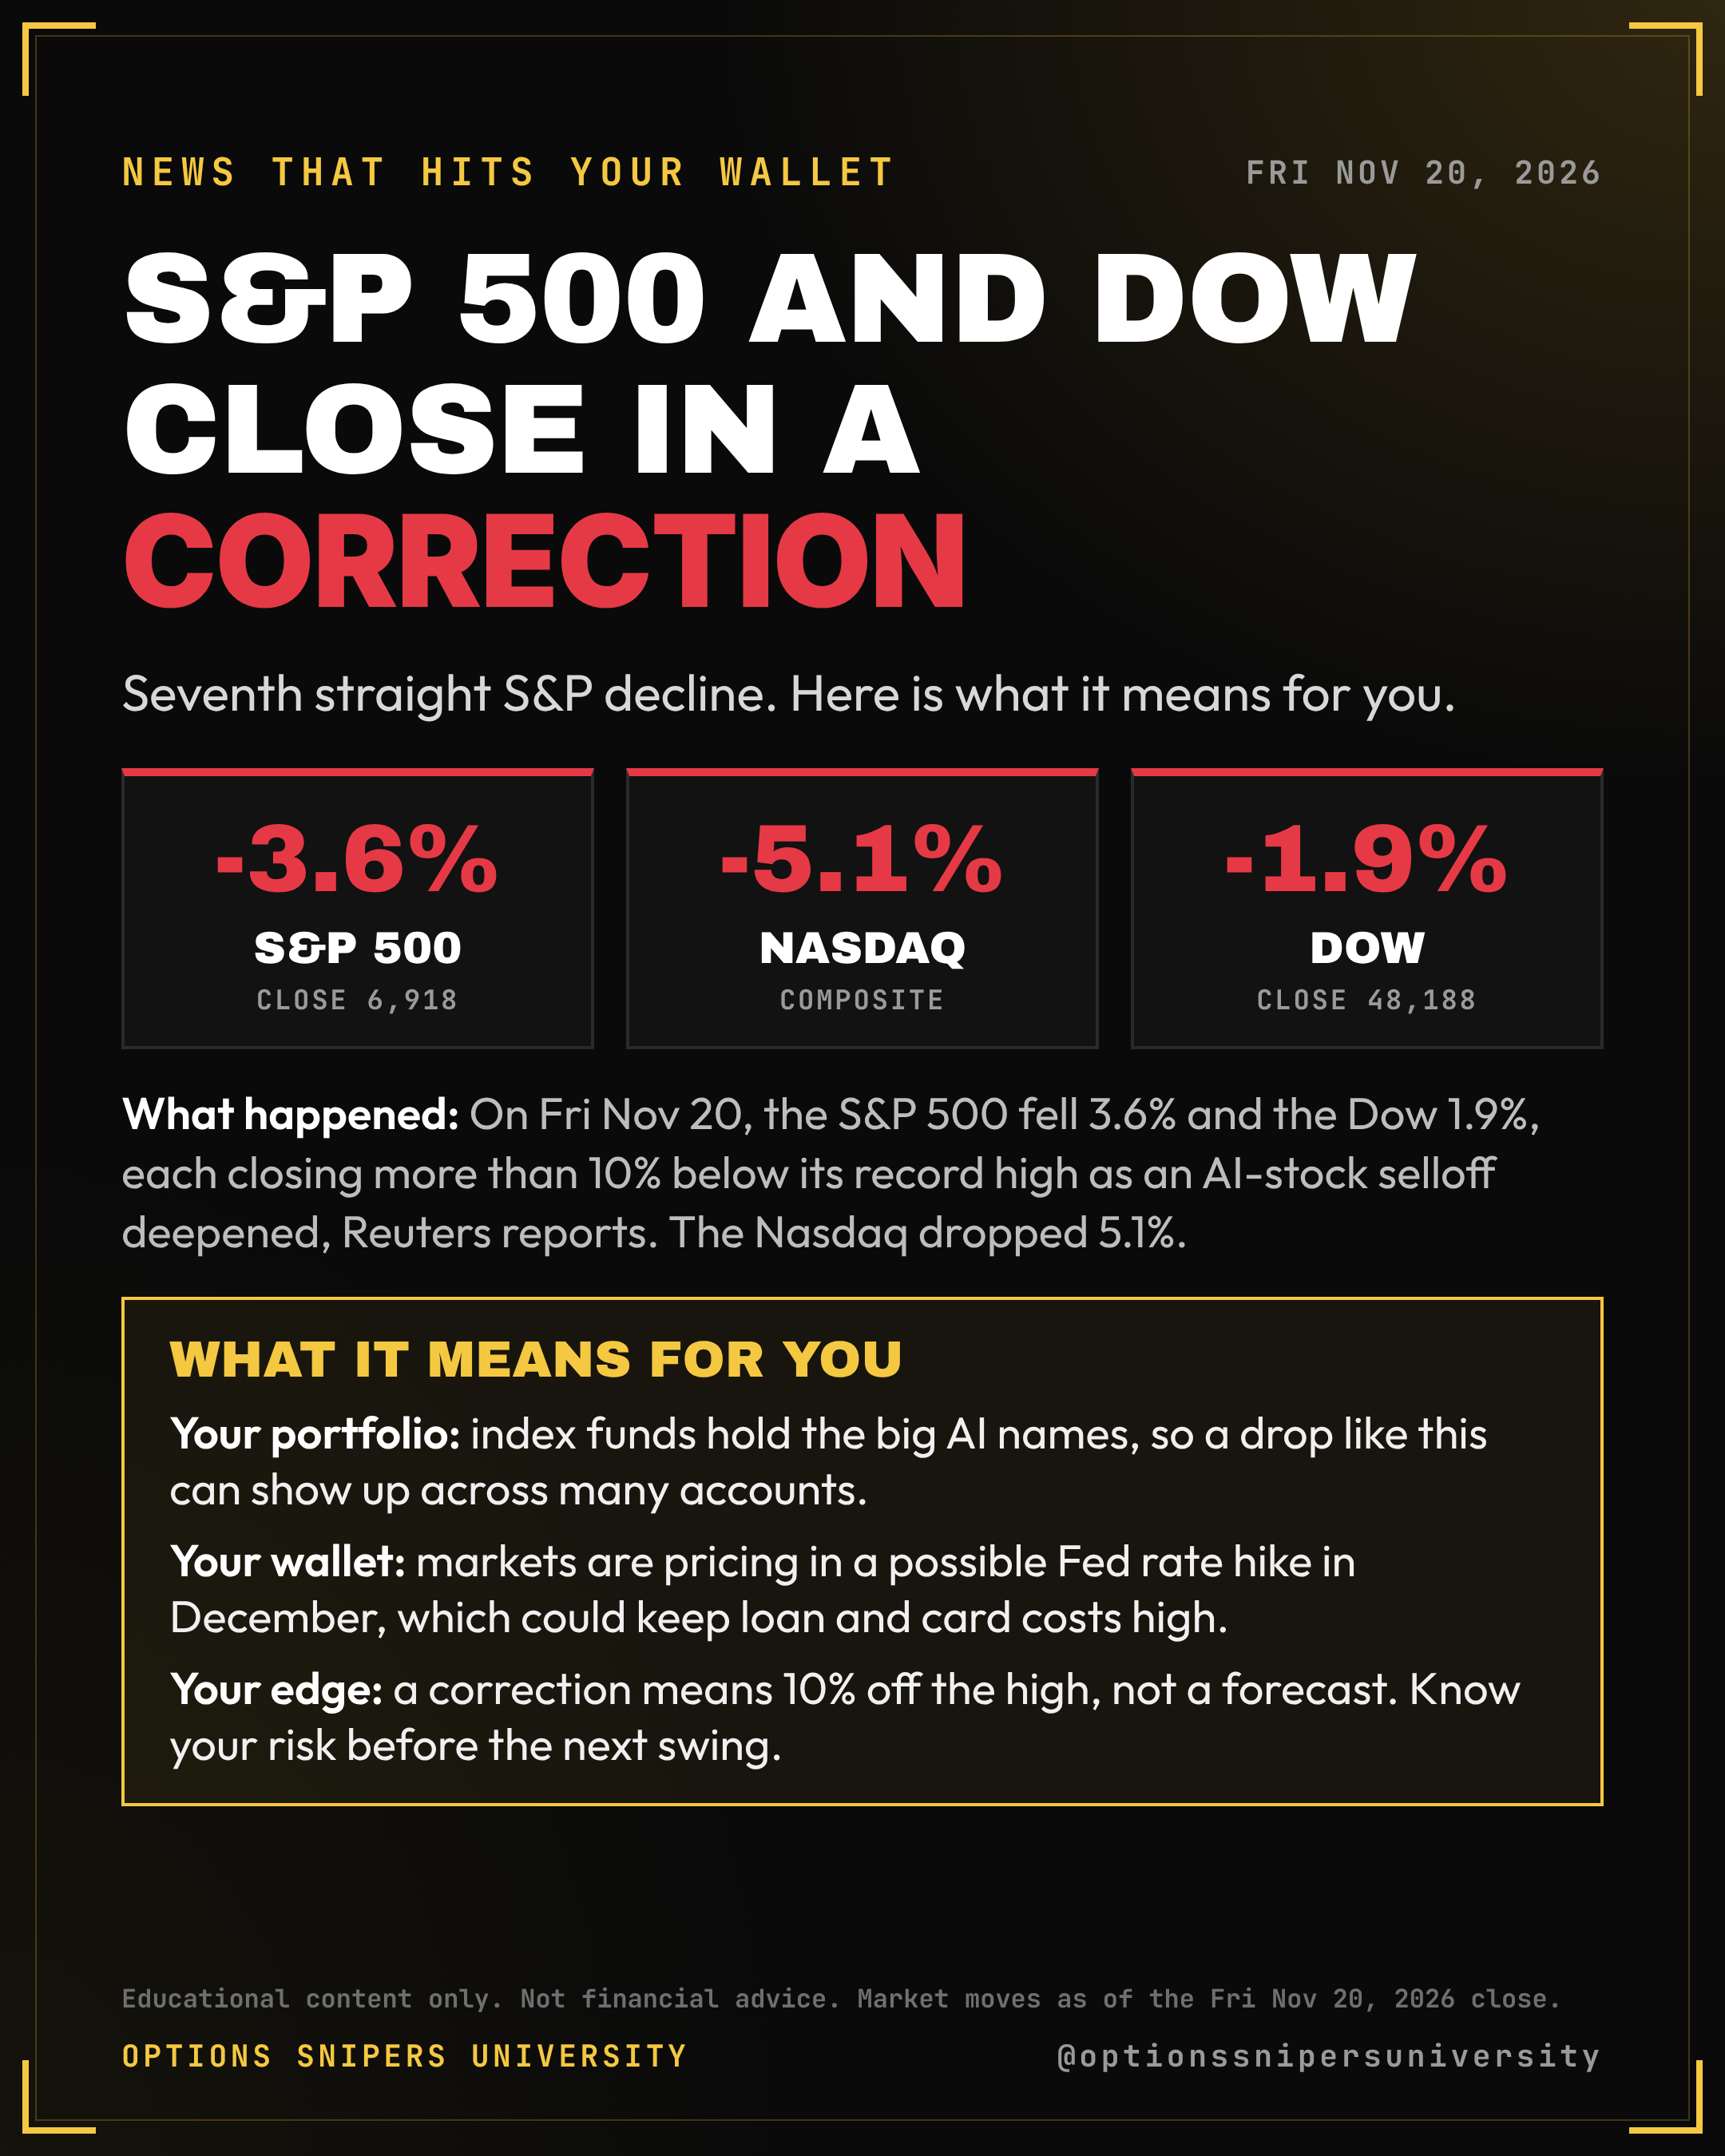 NEWS THAT HITS YOUR WALLET
FRI NOV 20, 2026
S&P 500 AND DOW
CLOSE IN A
CORRECTION
Seventh straight S&P decline. Here is what it means for you.
-3.6%
S&P 500
CLOSE 6,918
-5.1%
NASDAQ
COMPOSITE
-1.9%
DOW
CLOSE 48,188
What happened: On Fri Nov 20, the S&P 500 fell 3.6% and the Dow 1.9%,
each closing more than 10% below its record high as an AI-stock selloff
deepened, Reuters reports. The Nasdaq dropped 5.1%.
WHAT IT MEANS FOR YOU
Your portfolio: index funds hold the big AI names, so a drop like this
can show up across many accounts.
Your wallet: markets are pricing in a possible Fed rate hike in
December, which could keep loan and card costs high.
Your edge: a correction means 10% off the high, not a forecast. Know
your risk before the next swing.
Educational content only. Not financial advice. Market moves as of the Fri Nov 20, 2026 close.
OPTIONS SNIPERS UNIVERSITY
@optionssnipersuniversity